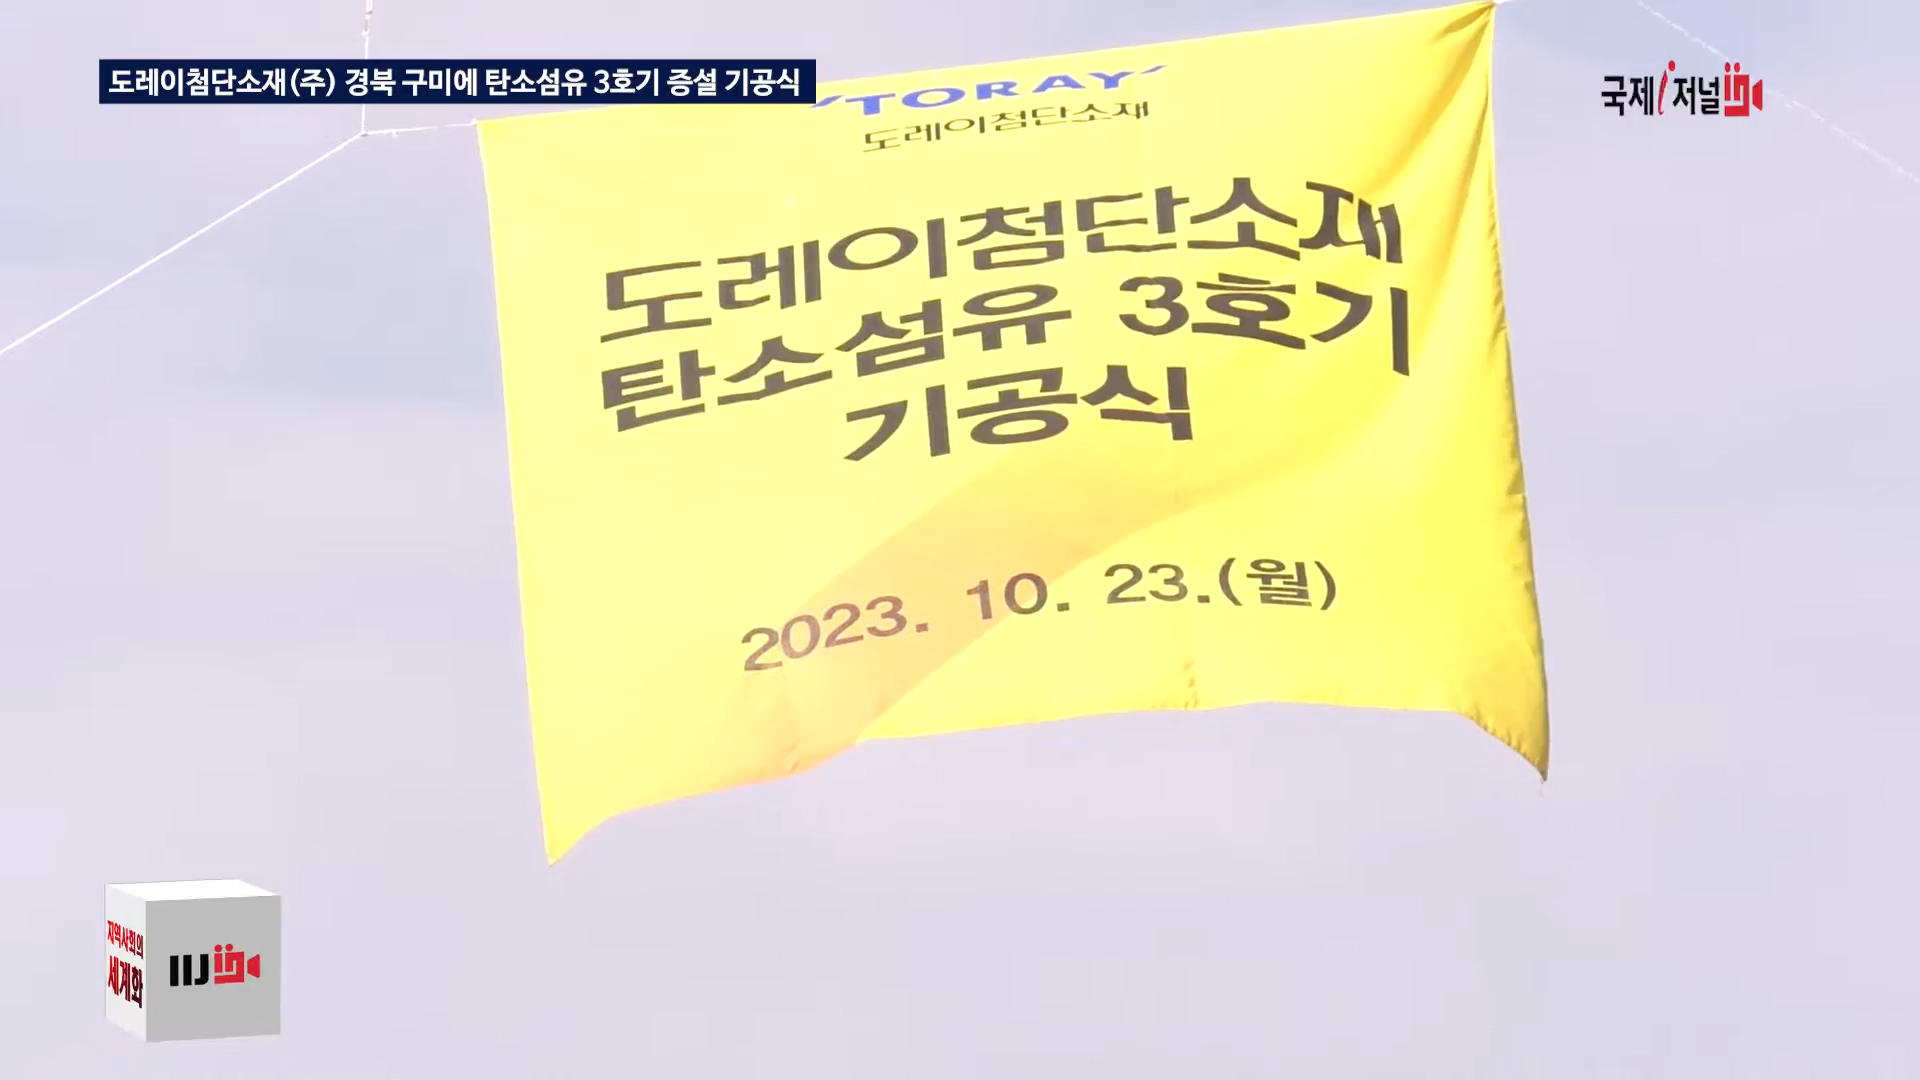 도레이첨단소재(주) 경북 구미에 탄소섬유 3호기 증설 기공식
국제i저널
'TORAY'
도레이첨단소재
도레이첨단소재
탄소섬유 3호기
기공식
2023. 10. 23.(월)
지역사회의
세계화
IIJ